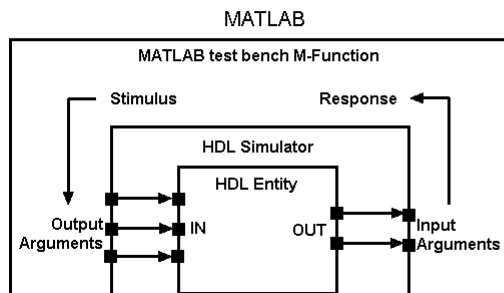 MATLAB
MATLAB test bench M-Function
Stimulus
Response
HDL Simulator
HDL Entity
Output
Arguments
IN
OUT
Input
Arguments